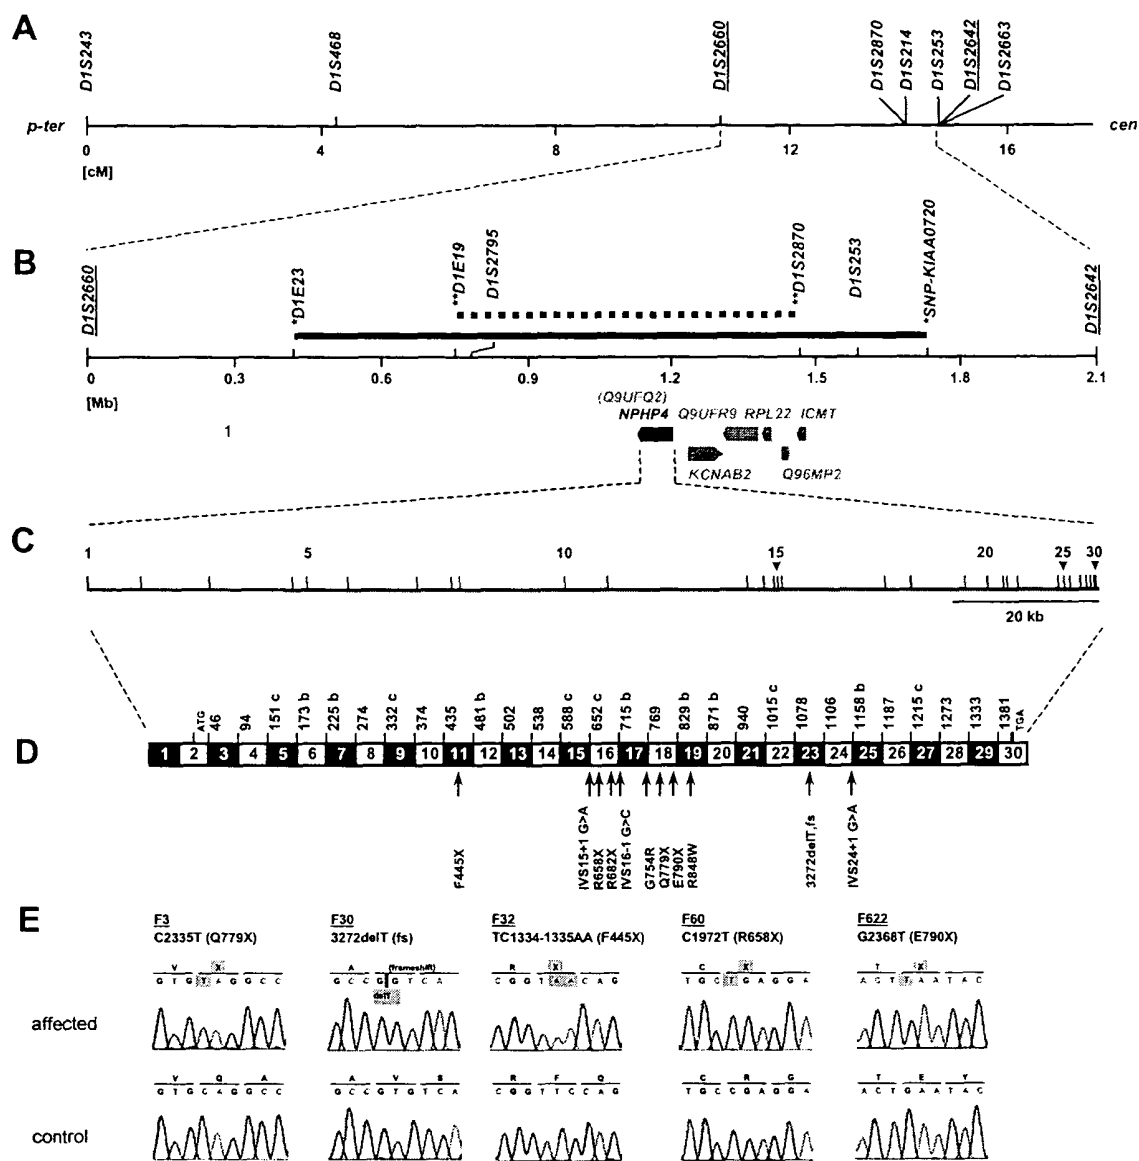 A
D1S243
D1S468
D1S2660
D1S2870
D1S214
D1S253
D1S2642
D1S2663
p-ter
cen
0 4 8 12 16
[cM]
B
D1S2660
*D1E23
**D1E19
D1S2795
**D1S2870
D1S253
*SNP-KIAA0720
D1S2642
0 0.3 0.6 0.9 1.2 1.5 1.8 2.1
[Mb]
(Q9UFQ2)
NPHP4 Q9UFR9 RPL22 ICMT
1
KCNAB2 Q96MP2
C
1 5 10 15 20 25 30
20 kb
ATG
46
94
151 c
173 b
225 b
274
332 c
374
435
481 b
502
538
588 c
652 c
715 b
769
829 b
871 b
940
1015 c
1078
1106
1158 b
1187
1215 c
1273
1333
1381
TGA
D
1 2 3 4 5 6 7 8 9 10 11 12 13 14 15 16 17 18 19 20 21 22 23 24 25 26 27 28 29 30
F445X
IVS15+1 G>A
R658X
R682X
IVS16-1 G>C
G754R
Q779X
E790X
R848W
3272delT,fs
IVS24+1 G>A
E
F3 F30 F32 F60 F622
C2335T (Q779X) 3272delT (fs) TC1334-1335AA (F445X) C1972T (R658X) G2368T (E790X)
V X A (frameshift) R X C X T X
G T G T A G G C C G C C G G T C A C G G T A A C A G T G C T G A G G A A C T T A A T A C
delT
affected
V Q A A V S R F Q C R G T E Y
G T G C A G G C C G C C G T G T C A C G G T T C C A G T G C C G A G G A A C T G A A T A C
control